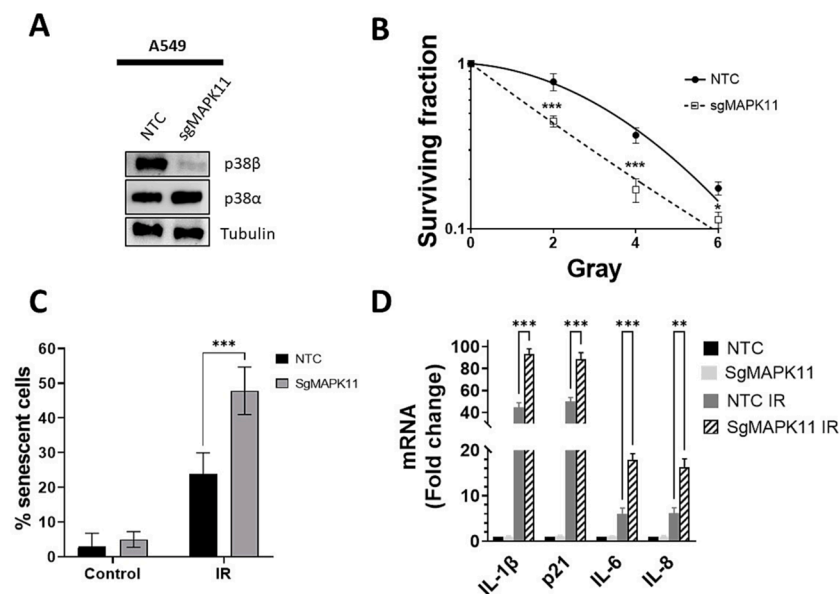 A
A549
NTC
sgMAPK11
p38β
p38α
Tubulin
B
Surviving fraction
1
0.1
0
2
4
6
Gray
***
***
*
NTC
sgMAPK11
C
% senescent cells
60
50
40
30
20
10
0
Control
IR
***
NTC
SgMAPK11
D
mRNA
(Fold change)
100
80
60
40
20
10
0
***
***
***
**
IL-1β
p21
IL-6
IL-8
NTC
SgMAPK11
NTC IR
SgMAPK11 IR